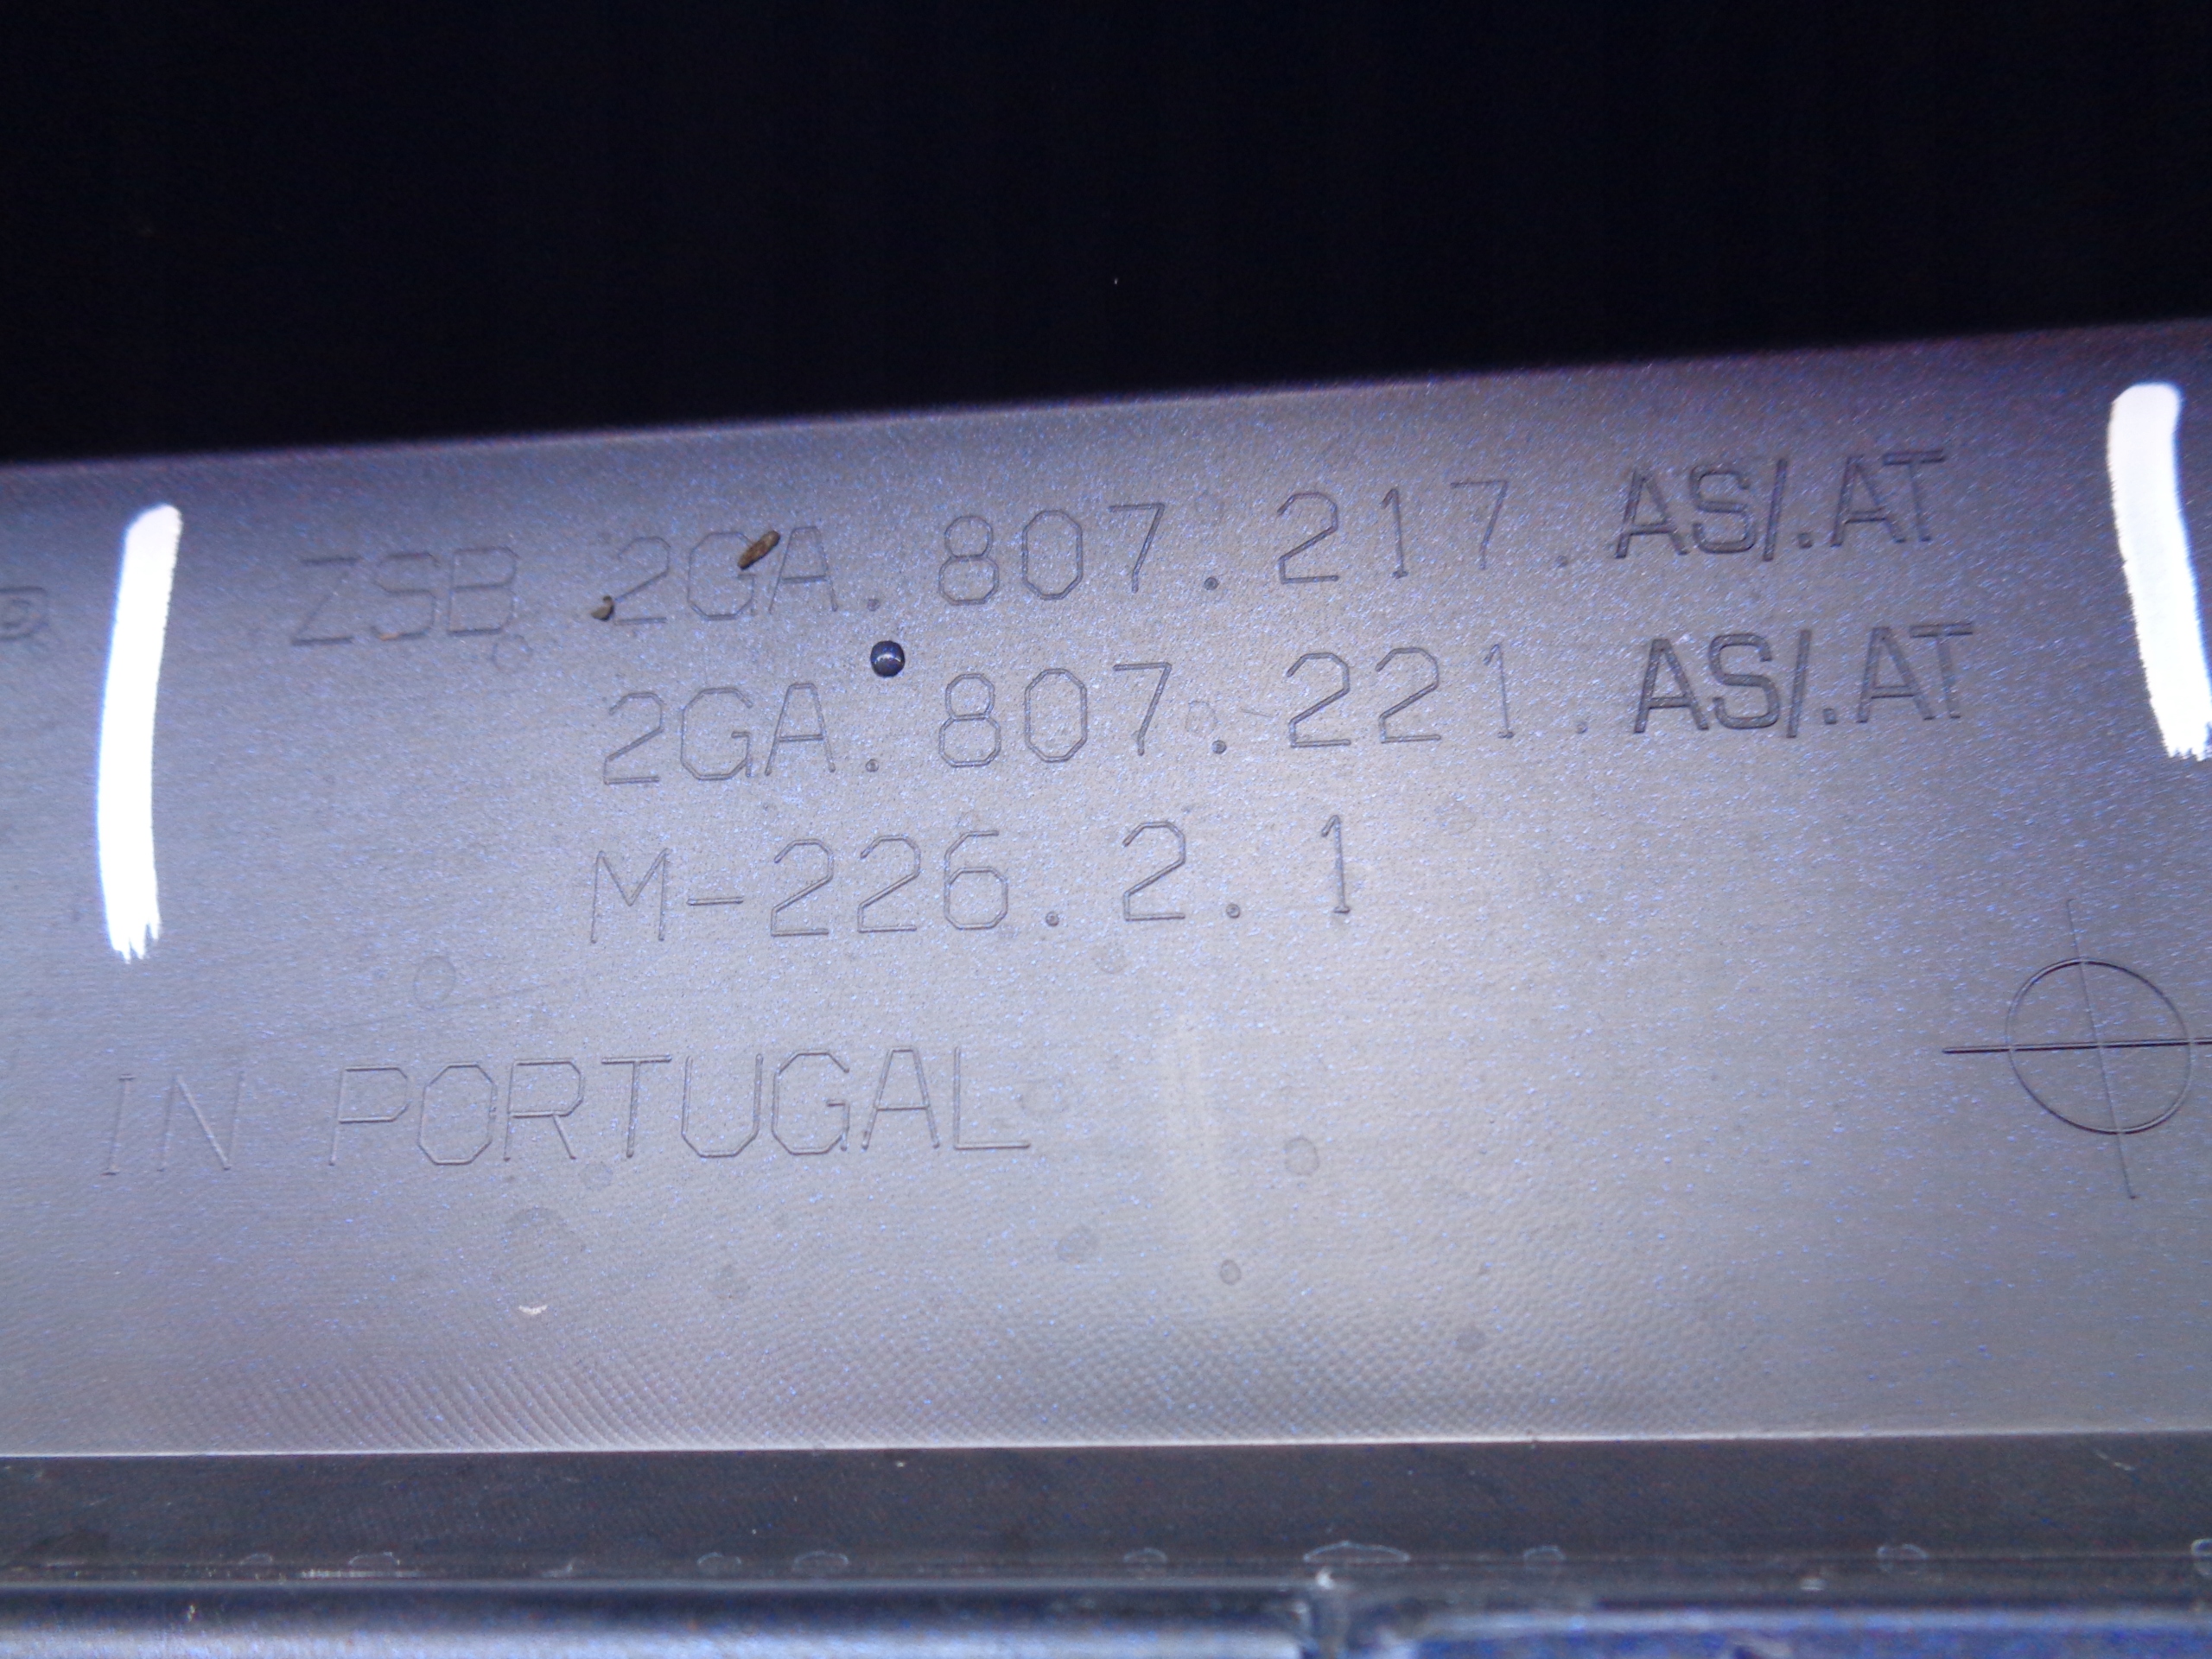 ZSB 2GA.807.217.AS/.AT
2GA.807.221.AS/.AT
M-226.2.1
IN PORTUGAL